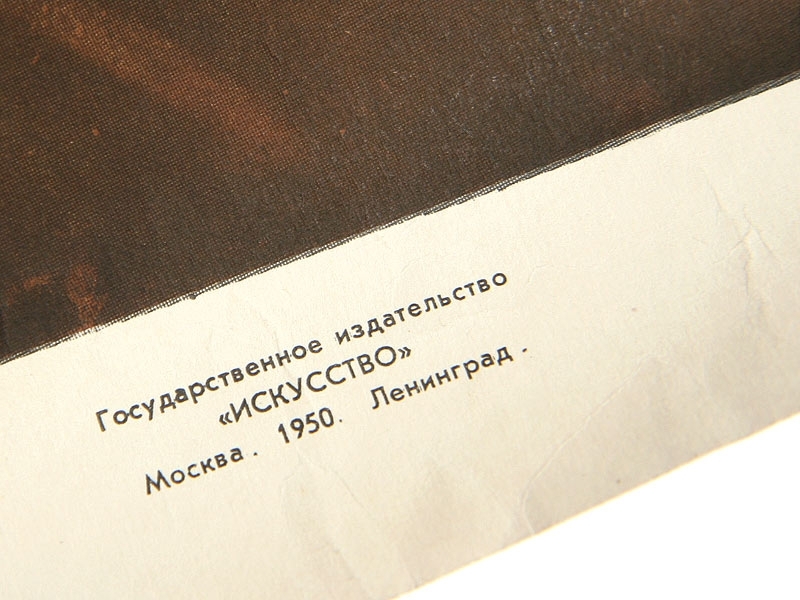 Государственное издательство
«ИСКУССТВО»
Москва. 1950. Ленинград.